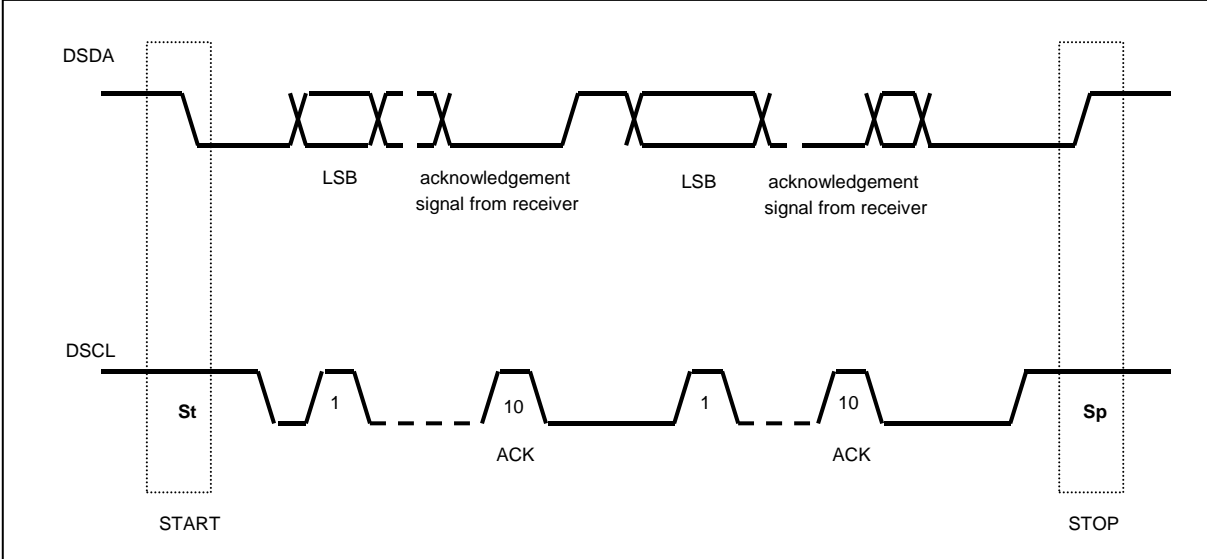 DSDA
LSB
acknowledgement
signal from receiver
LSB
acknowledgement
signal from receiver
DSCL
St
1
10
1
10
Sp
ACK
ACK
START
STOP